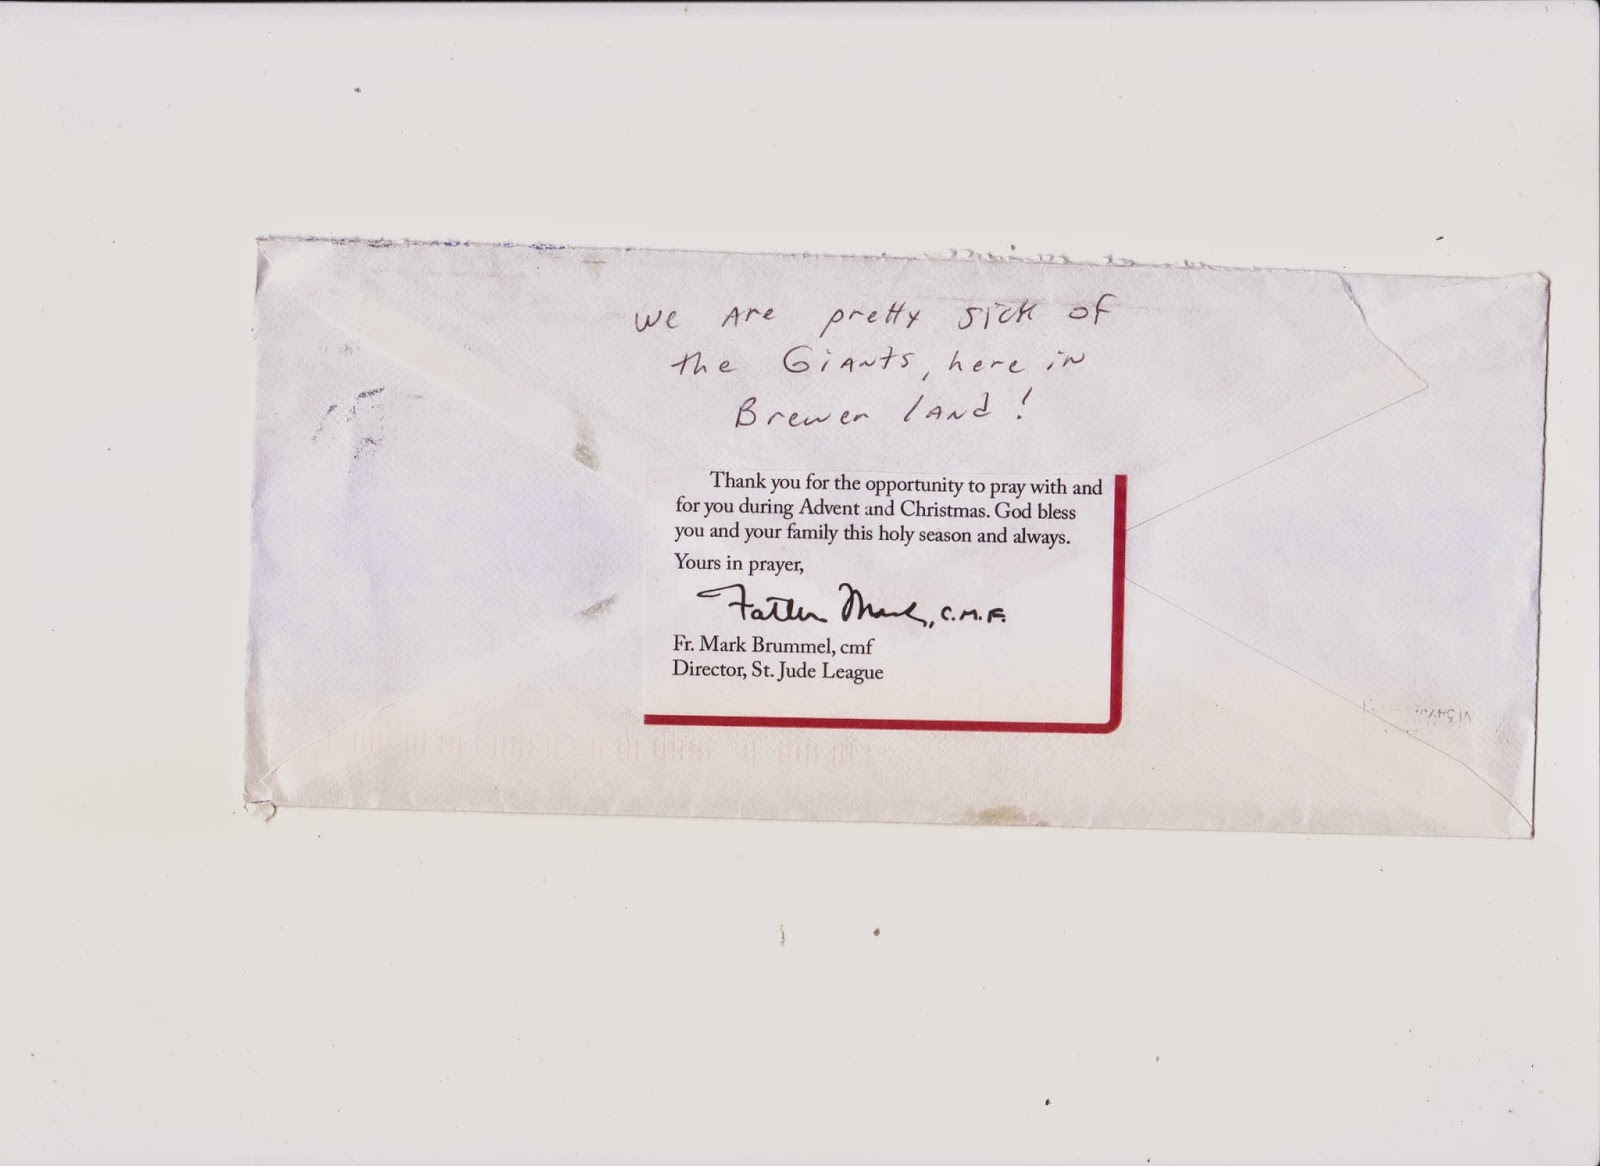 We Are pretty sick of
the Giants, here in
Brewer land!
Thank you for the opportunity to pray with and
for you during Advent and Christmas. God bless
you and your family this holy season and always.
Yours in prayer,
Father Mark, C.M.F.
Fr. Mark Brummel, cmf
Director, St. Jude League